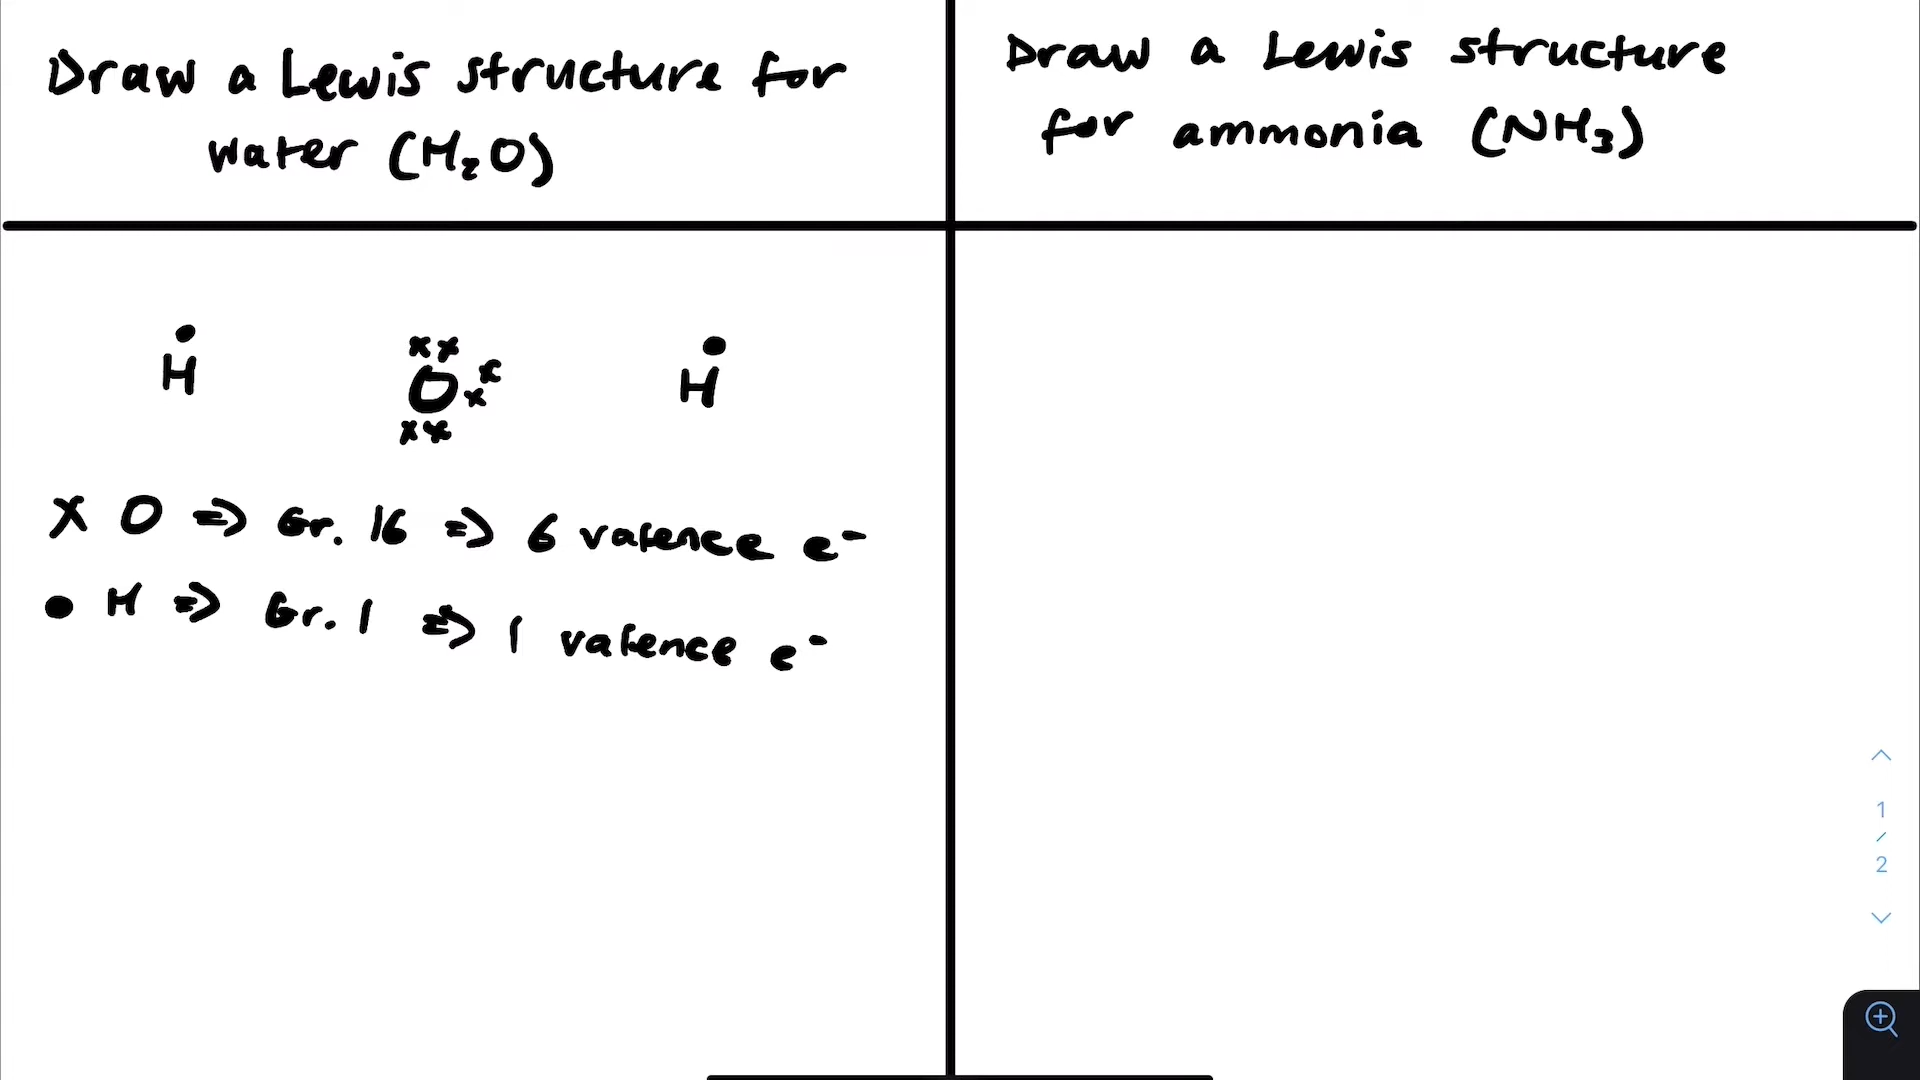 Draw a Lewis structure for
water (H₂O)
Draw a Lewis structure
for ammonia (NH₃)
H O H
x O => Gr. 16 => 6 valence e⁻
• H => Gr. 1 => 1 valence e⁻
1
/
2